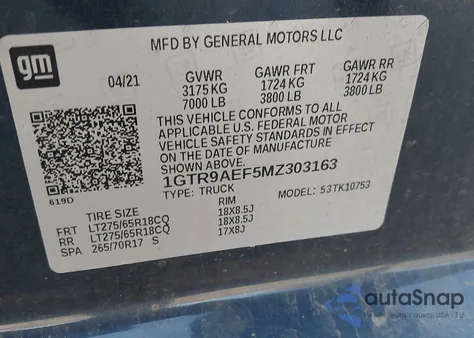 gm
MFD BY GENERAL MOTORS LLC
04/21 GVWR GAWR FRT GAWR RR
3175 KG 1724 KG 1724 KG
7000 LB 3800 LB 3800 LB
THIS VEHICLE CONFORMS TO ALL
APPLICABLE U.S. FEDERAL MOTOR
VEHICLE SAFETY STANDARDS IN EFFECT
ON THE DATE OF MANUFACTURE
SHOWN ABOVE.
1GTR9AEF5MZ303163
619D
TYPE: TRUCK MODEL: 53TK10753
TIRE SIZE RIM
FRT LT275/65R18CQ 18X8.5J
RR LT275/65R18CQ 18X8.5J
SPA 265/70R17 S 17X8J
autoSnap